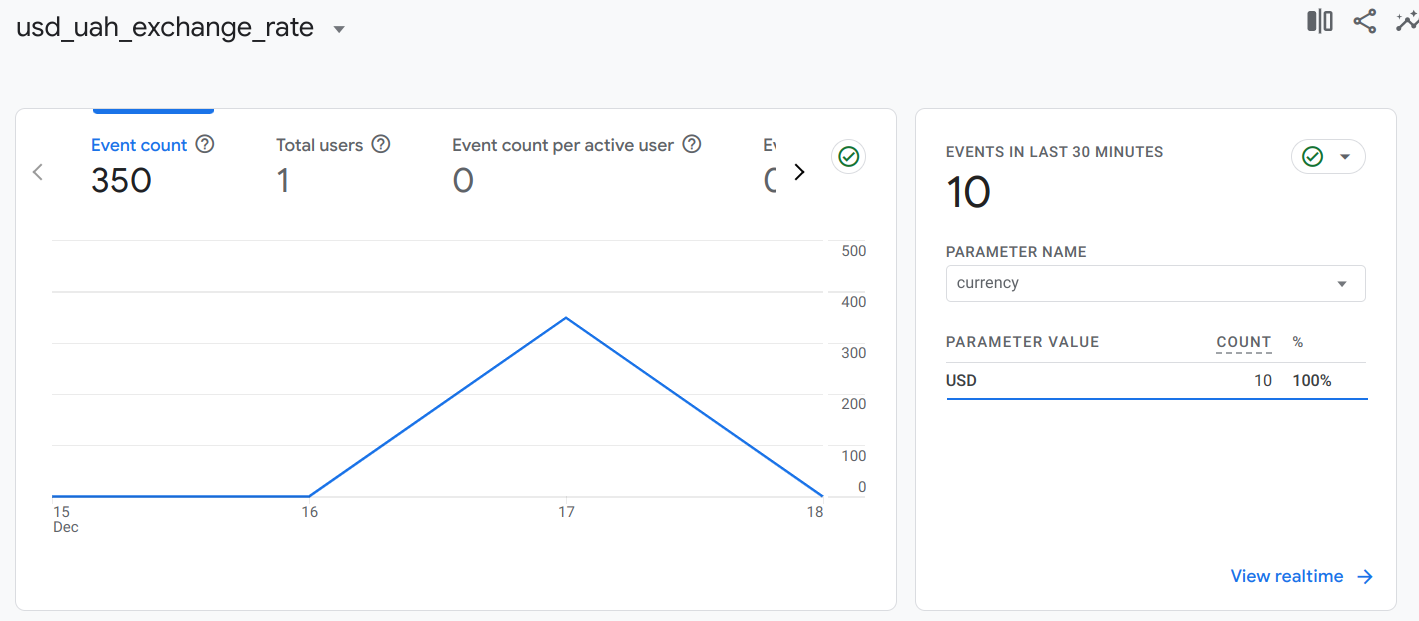 usd_uah_exchange_rate
Event count
350
Total users
1
Event count per active user
0
500
400
300
200
100
0
15
Dec
16
17
18
EVENTS IN LAST 30 MINUTES
10
PARAMETER NAME
currency
PARAMETER VALUE COUNT %
USD 10 100%
View realtime